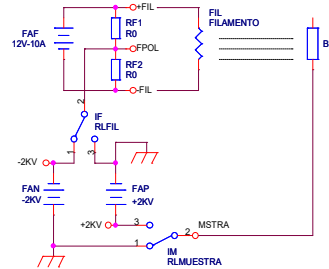 +FIL
FIL
FILAMENTO
FAF
12V-10A
RF1
R0
FPOL
RF2
R0
B
-FIL
2
IF
RLFIL
1
3
-2KV
FAN
-2KV
FAP
+2KV
+2KV
3
2
MSTRA
1
IM
RLMUESTRA